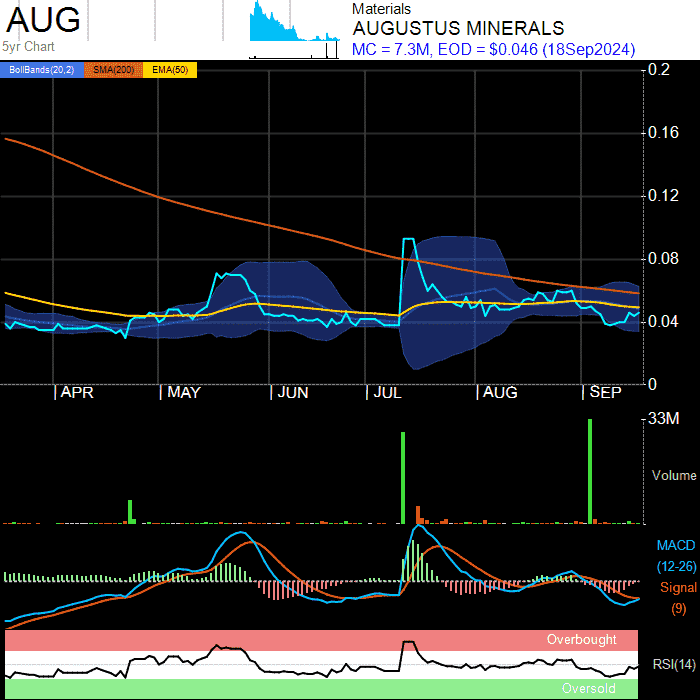 AUG
5yr Chart
Materials
AUGUSTUS MINERALS
MC = 7.3M, EOD = $0.046 (18Sep2024)
BollBands(20,2) SMA(200) EMA(50)
0.2
0.16
0.12
0.08
0.04
0
APR MAY JUN JUL AUG SEP
33M
Volume
MACD
(12-26)
Signal
(9)
Overbought
RSI(14)
Oversold